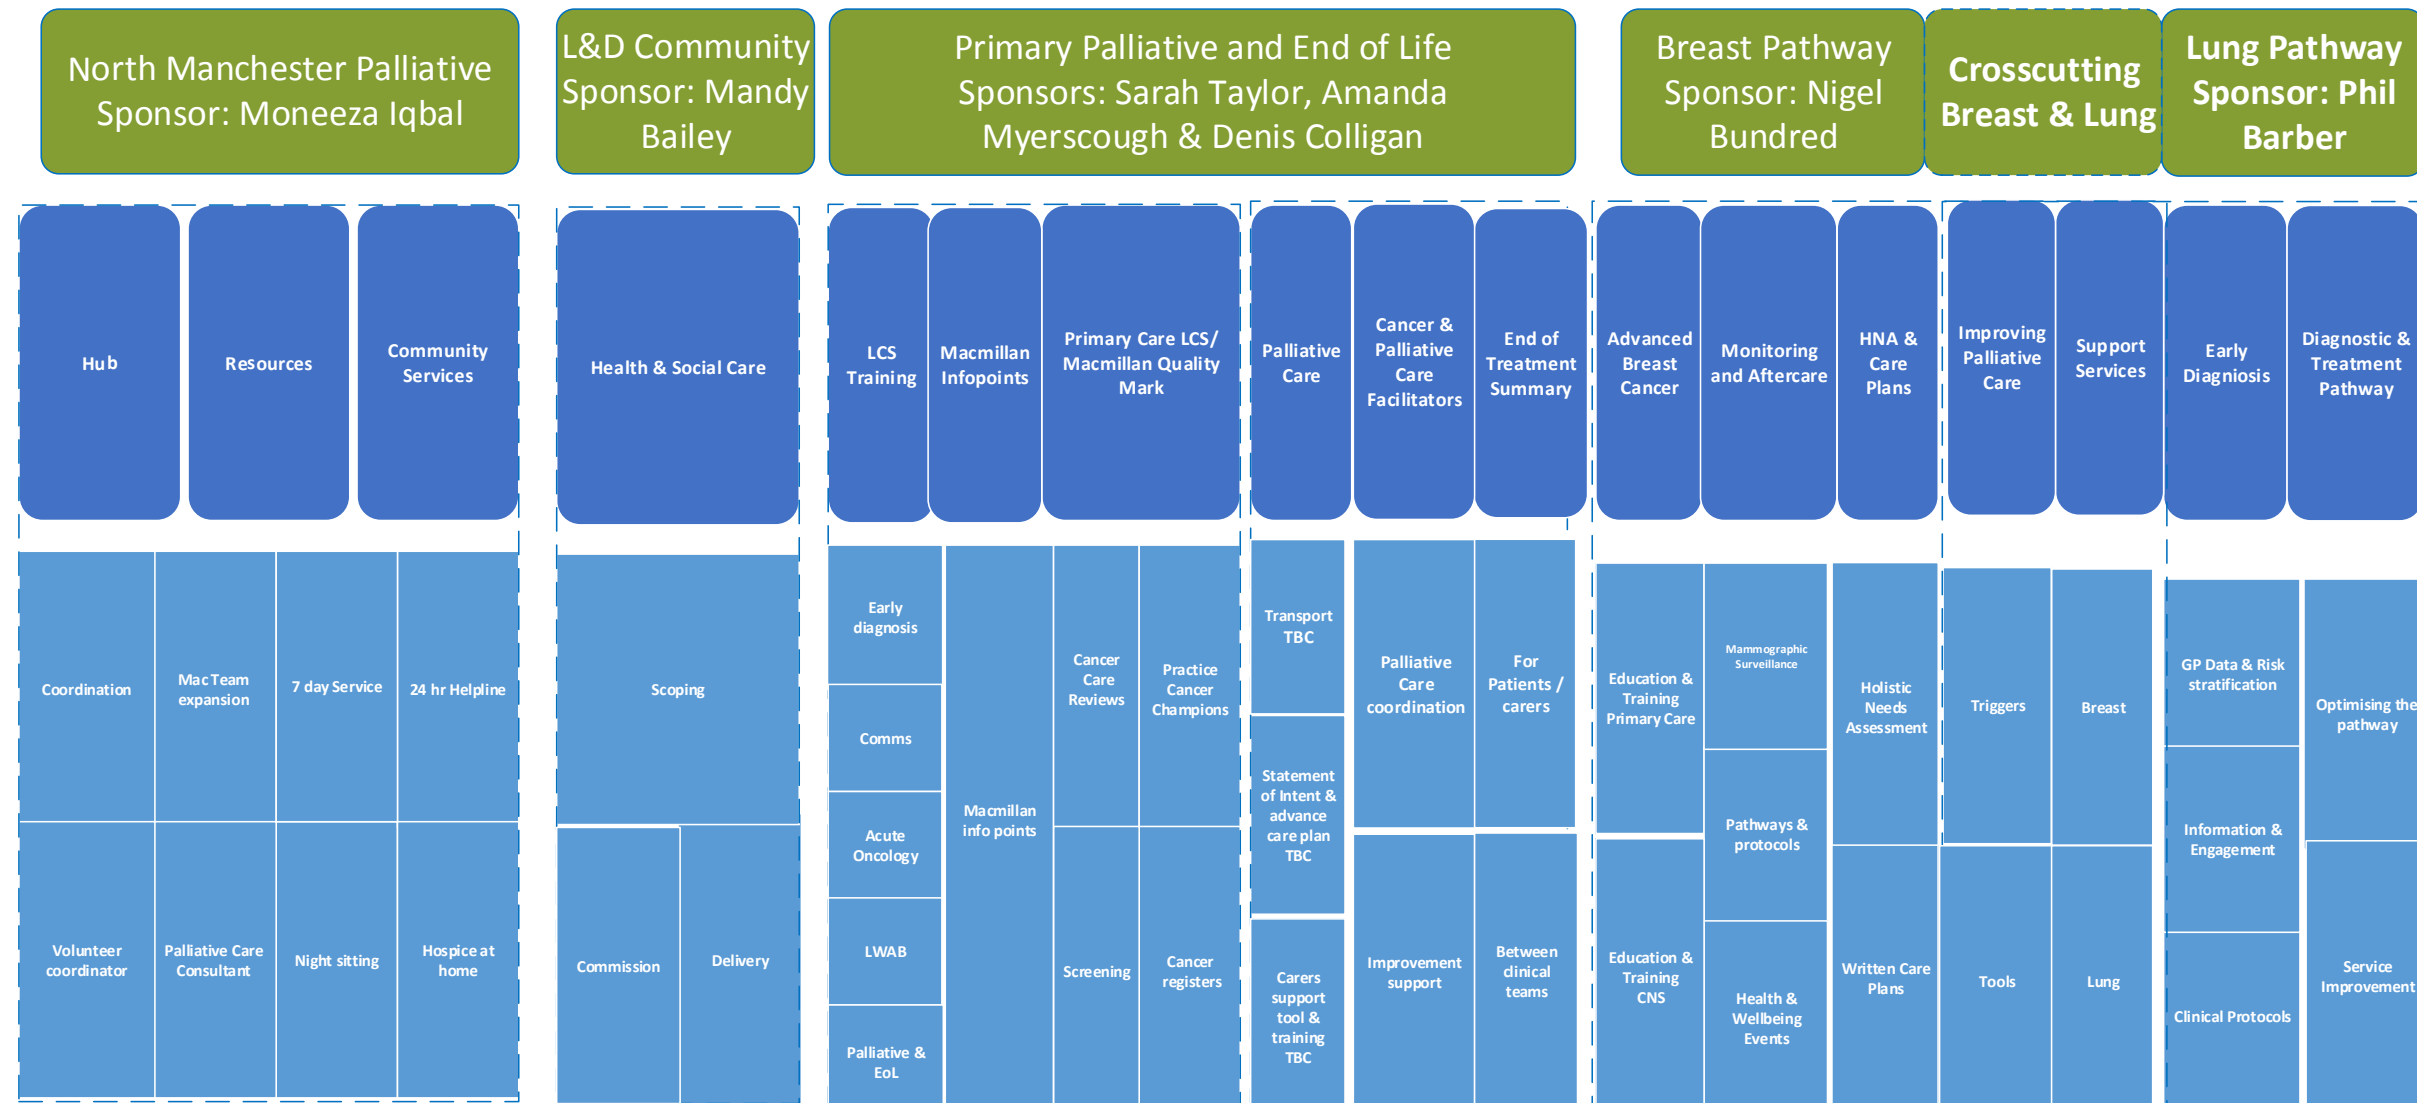 North Manchester Palliative
Sponsor: Moneeza Iqbal
L&D Community
Sponsor: Mandy
Bailey
Primary Palliative and End of Life
Sponsors: Sarah Taylor, Amanda
Myerscough & Denis Colligan
Breast Pathway
Sponsor: Nigel
Bundred
Crosscutting
Breast & Lung
Lung Pathway
Sponsor: Phil
Barber
Hub
Resources
Community
Services
Health & Social Care
LCS
Training
Macmillan
Infopoints
Primary Care LCS/
Macmillan Quality
Mark
Palliative
Care
Cancer &
Palliative
Care
Facilitators
End of
Treatment
Summary
Advanced
Breast
Cancer
Monitoring
and Aftercare
HNA &
Care
Plans
Improving
Palliative
Care
Support
Services
Early
Diagniosis
Diagnostic &
Treatment
Pathway
Coordination
Mac Team
expansion
7 day Service
24 hr Helpline
Volunteer
coordinator
Palliative Care
Consultant
Night sitting
Hospice at
home
Scoping
Commission
Delivery
Early
diagnosis
Comms
Acute
Oncology
LWAB
Palliative &
EoL
Macmillan
info points
Cancer
Care
Reviews
Practice
Cancer
Champions
Screening
Cancer
registers
Transport
TBC
Statement
of Intent &
advance
care plan
TBC
Carers
support
tool &
training
TBC
Palliative
Care
coordination
For
Patients /
carers
Improvement
support
Between
clinical
teams
Education &
Training
Primary Care
Education &
Training
CNS
Mammographic
Surveillance
Pathways &
protocols
Health &
Wellbeing
Events
Holistic
Needs
Assessment
Written Care
Plans
Triggers
Breast
Tools
Lung
GP Data & Risk
stratification
Information &
Engagement
Clinical Protocols
Optimising the
pathway
Service
Improvement